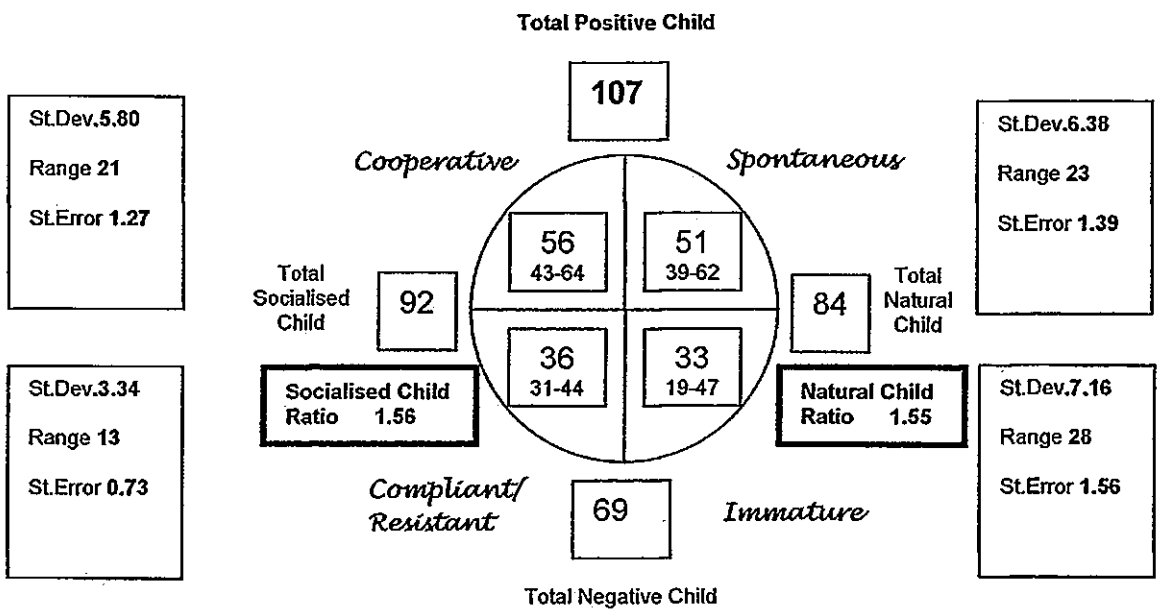 Total Positive Child
107
St.Dev.5.80
Range 21
St.Error 1.27
St.Dev.6.38
Range 23
St.Error 1.39
Cooperative
Spontaneous
56
43-64
51
39-62
Total
Socialised
Child
92
84
Total
Natural
Child
36
31-44
33
19-47
Socialised Child
Ratio 1.56
Natural Child
Ratio 1.55
St.Dev.3.34
Range 13
St.Error 0.73
St.Dev.7.16
Range 28
St.Error 1.56
Compliant/
Resistant
69
Immature
Total Negative Child